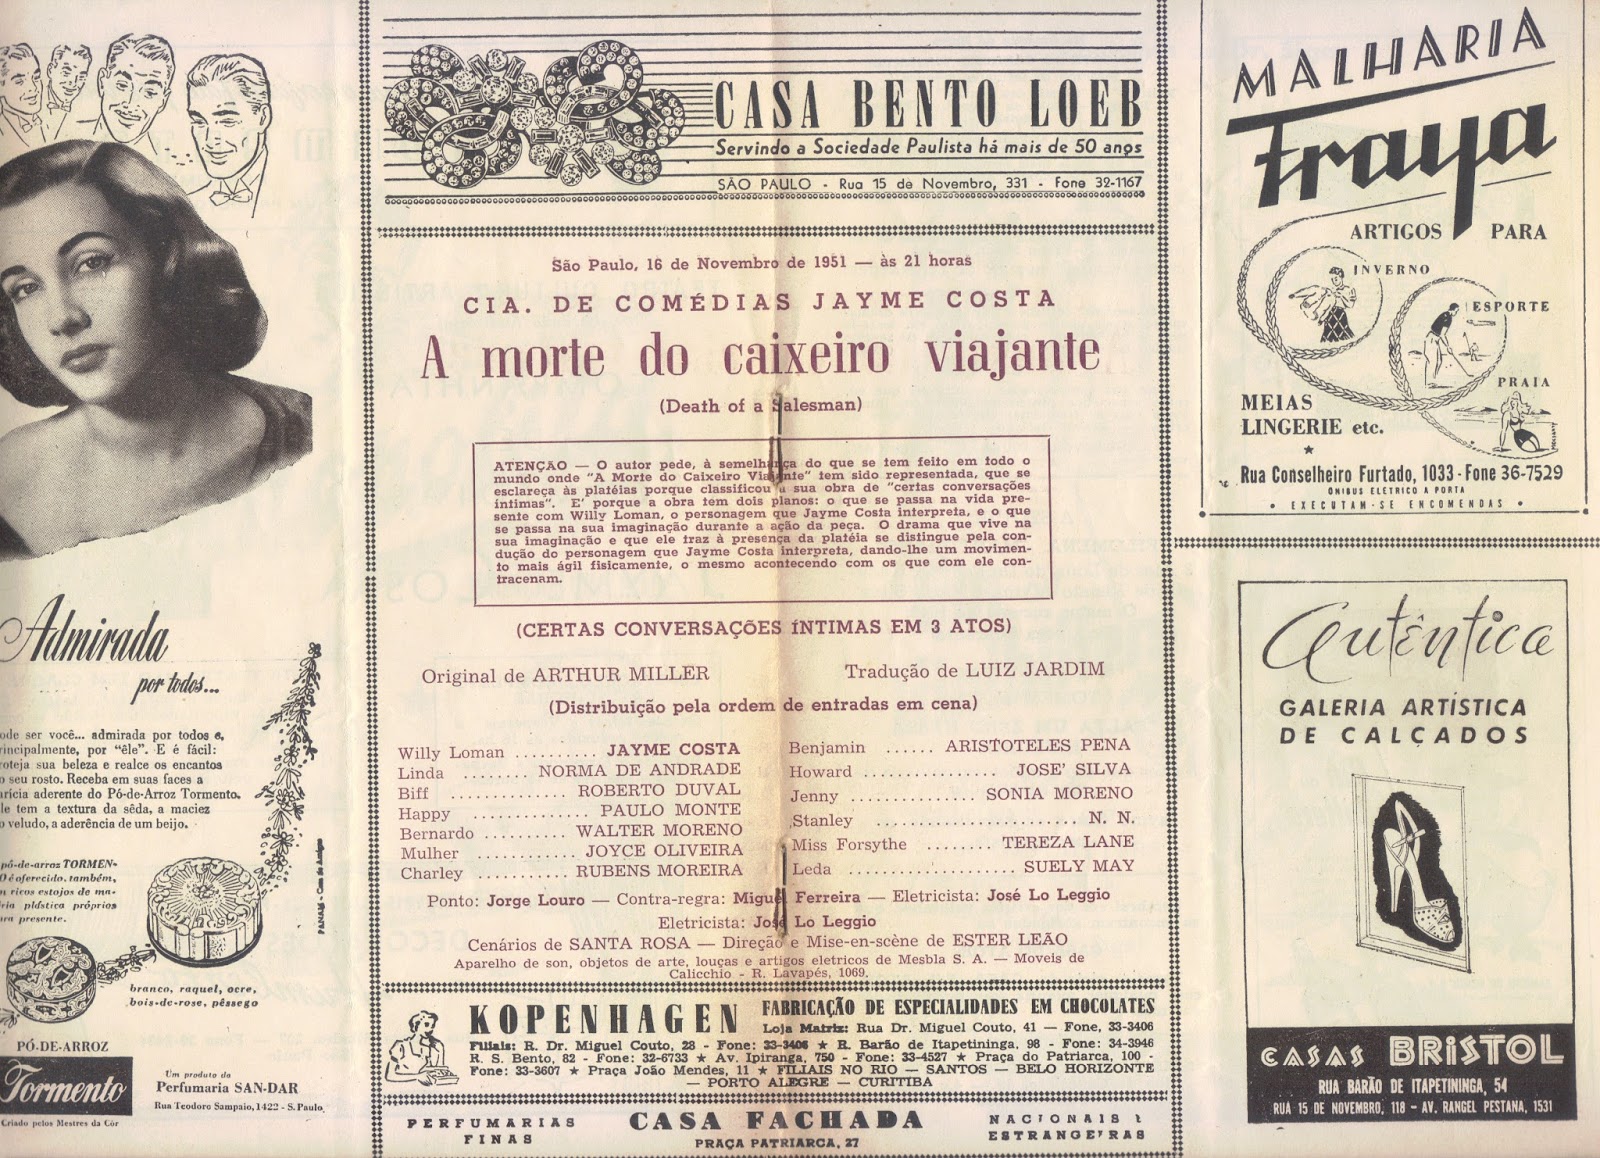 Admirada
por todos...
ode ser você... admirada por todos e,
rincipalmente, por "êle". E é fácil:
roteja sua beleza e realce os encantos
o seu rosto. Receba em suas faces a
arícia aderente do Pó-de-Arroz Tormento.
le tem a textura da sêda, a maciez
o veludo, a aderência de um beijo.
pó-de-arroz TORMEN-
O é oferecido, também,
m ricos estojos de ma-
ria plástica próprios
ara presente.
PANAM - Casa de Amigos
branco, raquel, ocre,
bois-de-rose, pêssego
PÓ-DE-ARROZ
Tormento
Criado pelos Mestres da Côr
Um produto da
Perfumaria SAN-DAR
Rua Teodoro Sampaio, 1422 - S. Paulo
CASA BENTO LOEB
Servindo a Sociedade Paulista há mais de 50 anos
SÃO PAULO - Rua 15 de Novembro, 331 - Fone 32-1167
São Paulo, 16 de Novembro de 1951 — às 21 horas
CIA. DE COMÉDIAS JAYME COSTA
A morte do caixeiro viajante
(Death of a Salesman)
ATENÇÃO — O autor pede, à semelhança do que se tem feito em todo o
mundo onde "A Morte do Caixeiro Viajante" tem sido representada, que se
esclareça às platéias porque classificou a sua obra de "certas conversações
íntimas". E' porque a obra tem dois planos: o que se passa na vida pre-
sente com Willy Loman, o personagem que Jayme Costa interpreta, e o que
se passa na sua imaginação durante a ação da peça. O drama que vive na
sua imaginação e que ele traz à presença da platéia se distingue pela con-
dução do personagem que Jayme Costa interpreta, dando-lhe um movimen-
to mais ágil fisicamente, o mesmo acontecendo com os que com ele con-
tracenam.
(CERTAS CONVERSAÇÕES ÍNTIMAS EM 3 ATOS)
Original de ARTHUR MILLER Tradução de LUIZ JARDIM
(Distribuição pela ordem de entradas em cena)
Willy Loman .......... JAYME COSTA
Linda ........ NORMA DE ANDRADE
Biff ............ ROBERTO DUVAL
Happy .............. PAULO MONTE
Bernardo .......... WALTER MORENO
Mulher ............ JOYCE OLIVEIRA
Charley ........... RUBENS MOREIRA
Benjamin ...... ARISTOTELES PENA
Howard ................ JOSE' SILVA
Jenny ............... SONIA MORENO
Stanley ......................... N. N.
Miss Forsythe ........ TEREZA LANE
Leda .................... SUELY MAY
Ponto: Jorge Louro — Contra-regra: Miguel Ferreira — Eletricista: José Lo Leggio
Eletricista: José Lo Leggio
Cenários de SANTA ROSA — Direção e Mise-en-scène de ESTER LEÃO
Aparelho de son, objetos de arte, louças e artigos eletricos de Mesbla S. A. — Moveis de
Calicchio - R. Lavapés, 1069.
KOPENHAGEN FABRICAÇÃO DE ESPECIALIDADES EM CHOCOLATES
Loja Matriz: Rua Dr. Miguel Couto, 41 — Fone, 33-3406
Filiais: R. Dr. Miguel Couto, 28 - Fone: 33-3406 ★ R. Barão de Itapetininga, 98 - Fone: 34-3946
R. S. Bento, 82 - Fone: 32-6733 ★ Av. Ipiranga, 750 - Fone: 33-4527 ★ Praça do Patriarca, 100 -
Fone: 33-3607 ★ Praça João Mendes, 11 ★ FILIAIS NO RIO — SANTOS — BELO HORIZONTE
— PORTO ALEGRE — CURITIBA
PERFUMARIAS
FINAS
CASA FACHADA
PRAÇA PATRIARCA, 27
NACIONAIS E
ESTRANGEIRAS
MALHARIA
Fraya
ARTIGOS PARA
INVERNO
ESPORTE
PRAIA
MEIAS
LINGERIE etc.
Rua Conselheiro Furtado, 1033 - Fone 36-7529
ÔNIBUS ELÉTRICO A PORTA
• EXECUTAM-SE ENCOMENDAS •
Autêntica
GALERIA ARTÍSTICA
DE CALÇADOS
CASAS BRISTOL
RUA BARÃO DE ITAPETININGA, 54
RUA 15 DE NOVEMBRO, 118 - AV. RANGEL PESTANA, 1531